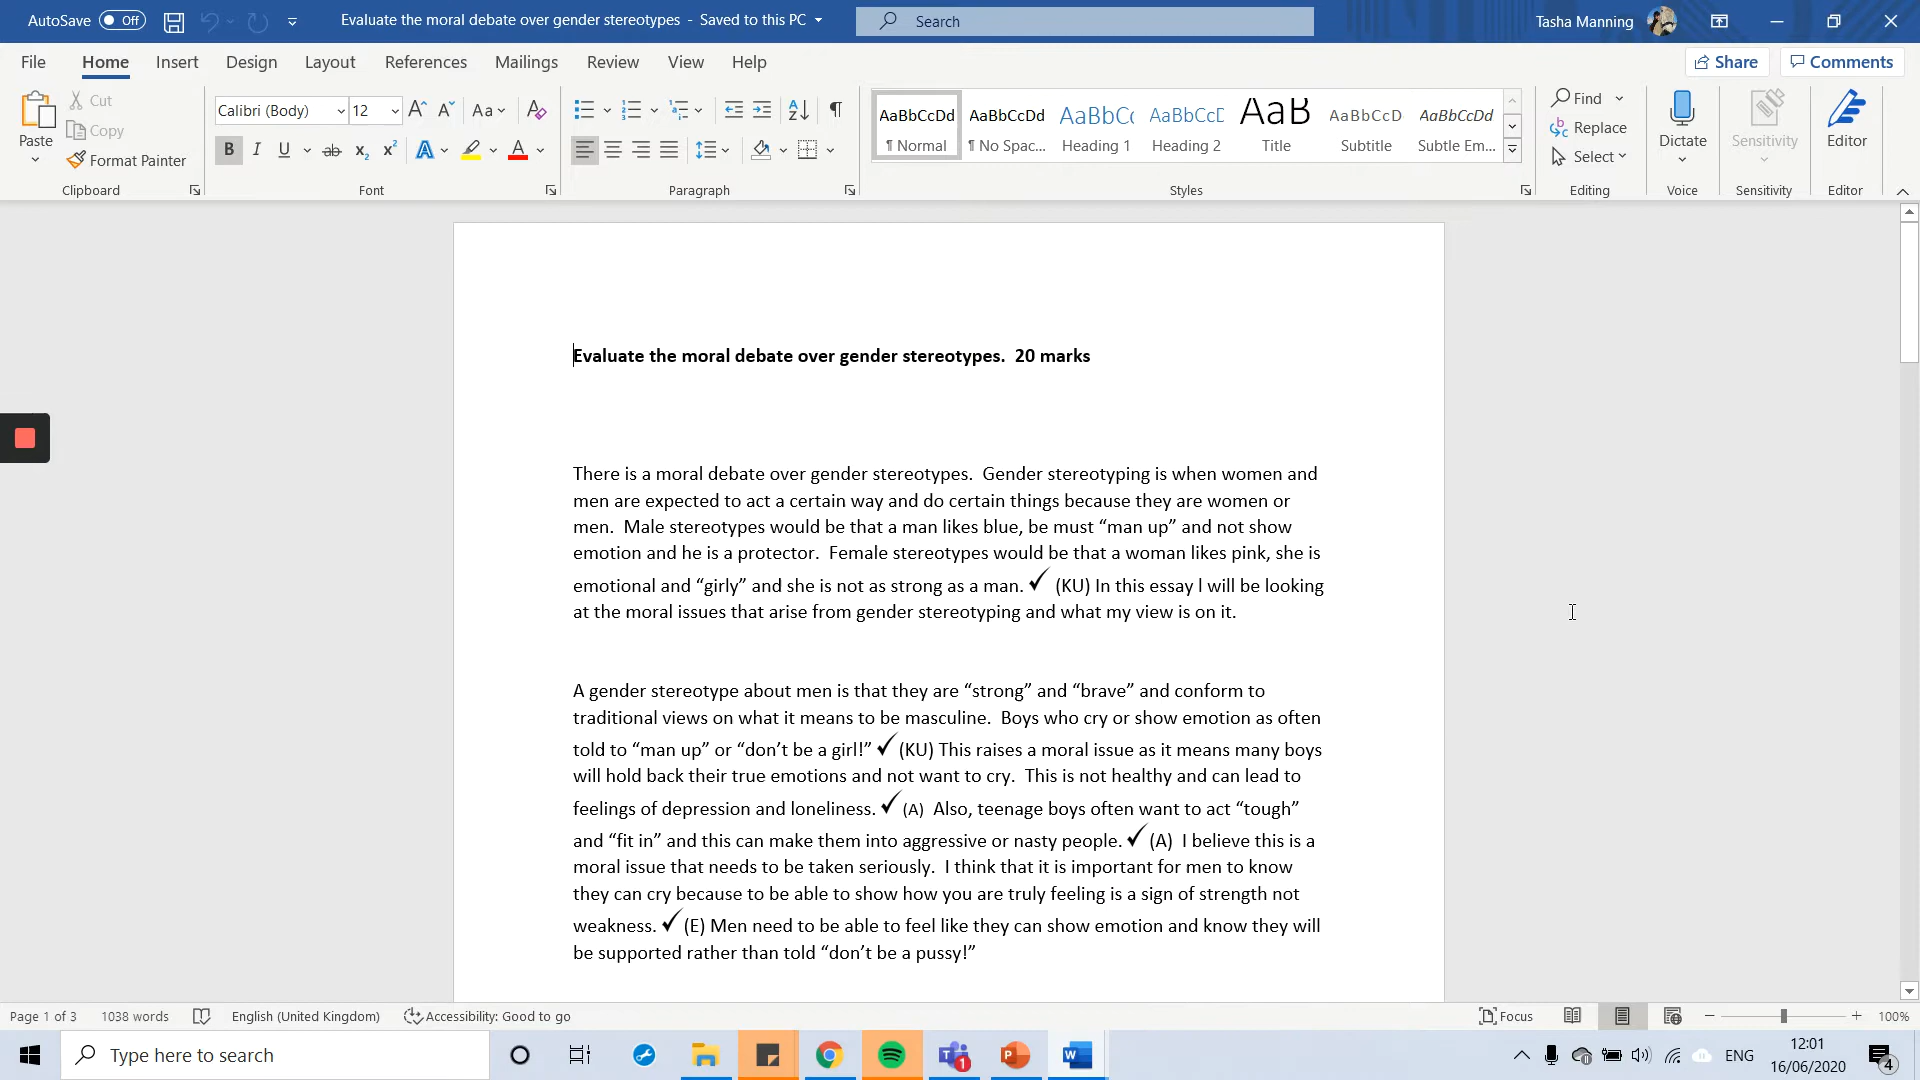 AutoSave Off Evaluate the moral debate over gender stereotypes - Saved to this PC Search Tasha Manning
File Home Insert Design Layout References Mailings Review View Help Share Comments
Paste Cut Copy Format Painter Clipboard
Calibri (Body) 12 Aa B I U ab x₂ x² A A Font
Paragraph
AaBbCcDd AaBbCcDd AaBbCc AaBbCcD AaB AaBbCcD AaBbCcDd
¶ Normal ¶ No Spac... Heading 1 Heading 2 Title Subtitle Subtle Em...
Styles
Find Replace Select Editing
Dictate Voice
Sensitivity Sensitivity
Editor Editor
Evaluate the moral debate over gender stereotypes. 20 marks
There is a moral debate over gender stereotypes. Gender stereotyping is when women and
men are expected to act a certain way and do certain things because they are women or
men. Male stereotypes would be that a man likes blue, be must “man up” and not show
emotion and he is a protector. Female stereotypes would be that a woman likes pink, she is
emotional and “girly” and she is not as strong as a man. ✓ (KU) In this essay l will be looking
at the moral issues that arise from gender stereotyping and what my view is on it.
A gender stereotype about men is that they are “strong” and “brave” and conform to
traditional views on what it means to be masculine. Boys who cry or show emotion as often
told to “man up” or “don’t be a girl!” ✓(KU) This raises a moral issue as it means many boys
will hold back their true emotions and not want to cry. This is not healthy and can lead to
feelings of depression and loneliness. ✓(A) Also, teenage boys often want to act “tough”
and “fit in” and this can make them into aggressive or nasty people. ✓(A) I believe this is a
moral issue that needs to be taken seriously. I think that it is important for men to know
they can cry because to be able to show how you are truly feeling is a sign of strength not
weakness. ✓(E) Men need to be able to feel like they can show emotion and know they will
be supported rather than told “don’t be a pussy!”
Page 1 of 3 1038 words English (United Kingdom) Accessibility: Good to go Focus 100%
Type here to search 1 ENG 12:01
16/06/2020 4